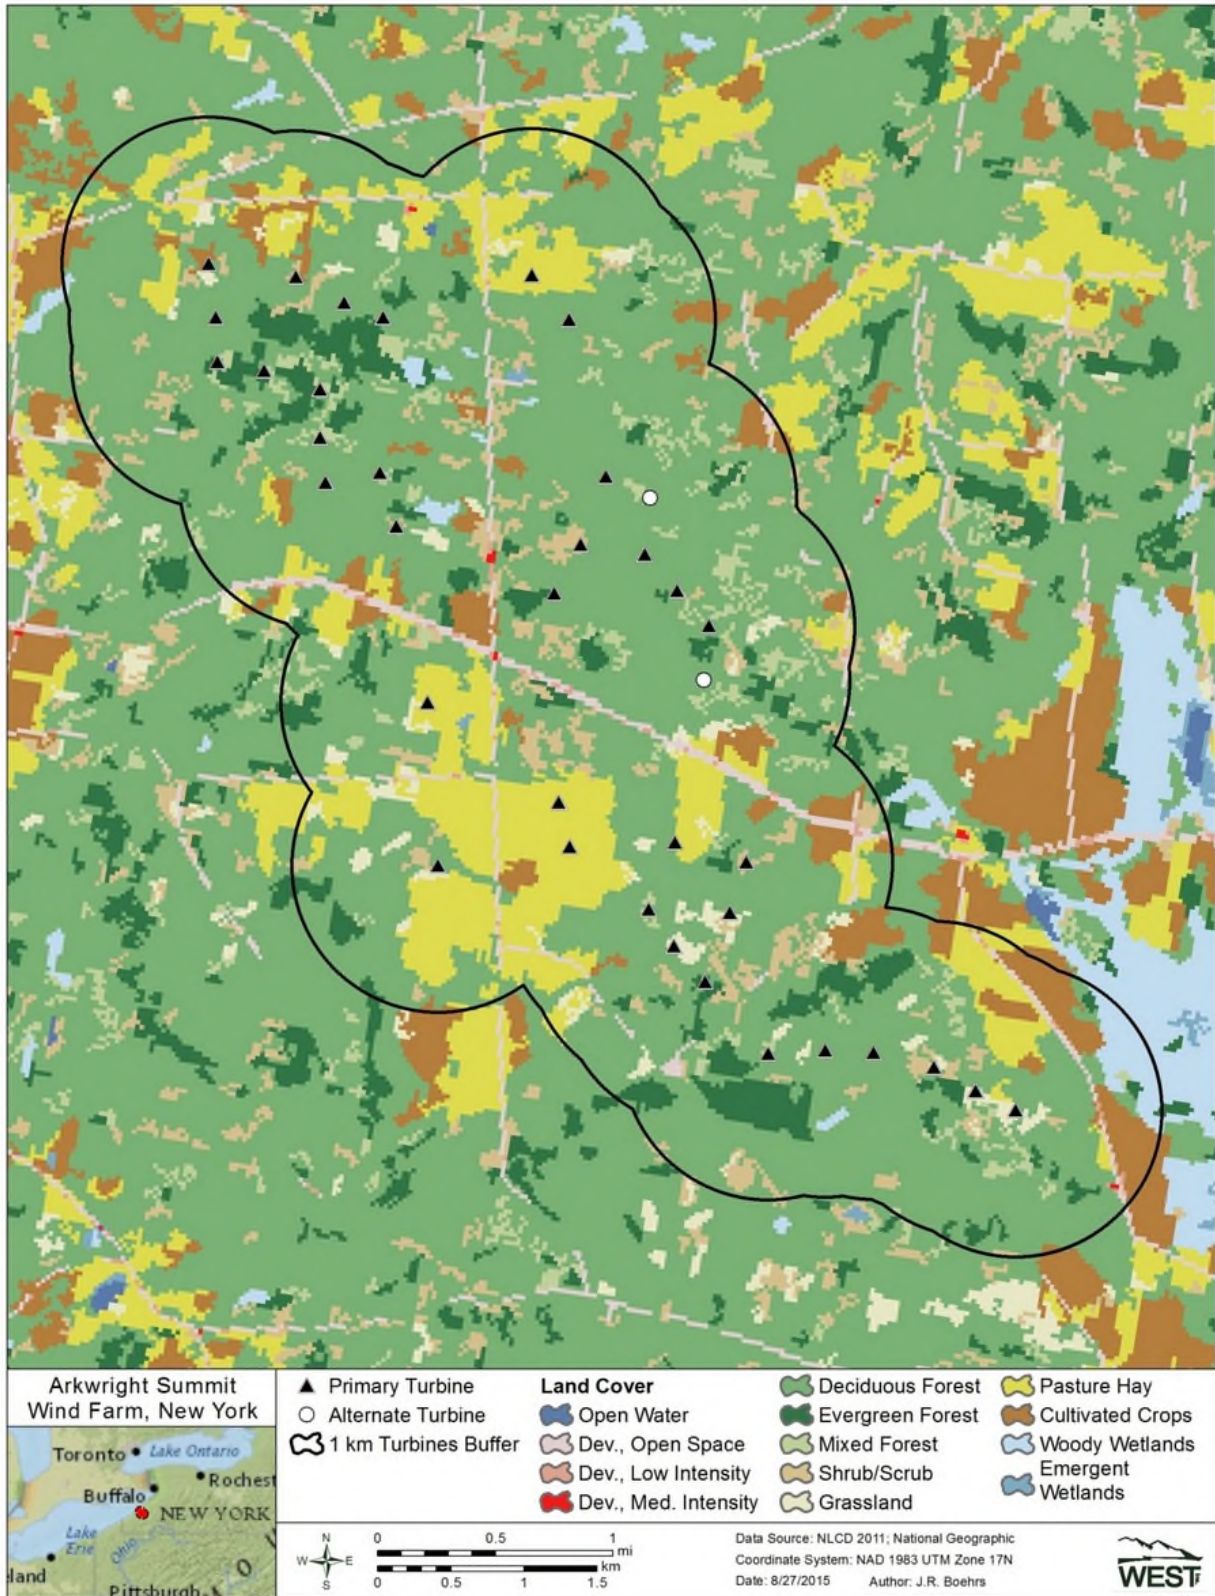 Arkwright Summit
Wind Farm, New York
Toronto
Lake Ontario
Rochest
Buffalo
NEW YORK
Lake
Erie
Ohio
eland
Pittsburgh
O
U
Primary Turbine
Alternate Turbine
1 km Turbines Buffer
Land Cover
Open Water
Dev., Open Space
Dev., Low Intensity
Dev., Med. Intensity
Deciduous Forest
Evergreen Forest
Mixed Forest
Shrub/Scrub
Grassland
Pasture Hay
Cultivated Crops
Woody Wetlands
Emergent
Wetlands
N
W E
S
0 0.5 1
mi
km
0 0.5 1 1.5
Data Source: NLCD 2011; National Geographic
Coordinate System: NAD 1983 UTM Zone 17N
Date: 8/27/2015 Author: J.R. Boehrs
WEST